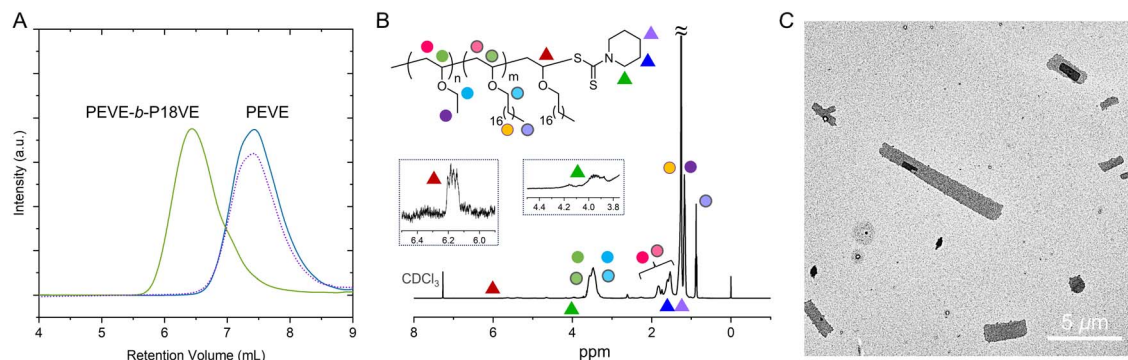 A
PEVE-b-P18VE
PEVE
Intensity (a.u.)
4 5 6 7 8 9
Retention Volume (mL)
B
n
m
S
N
S
O
O
O
16
16
6.4 6.2 6.0
4.4 4.2 4.0 3.8
CDCl3
≈
8 6 4 2 0
ppm
C
5 µm